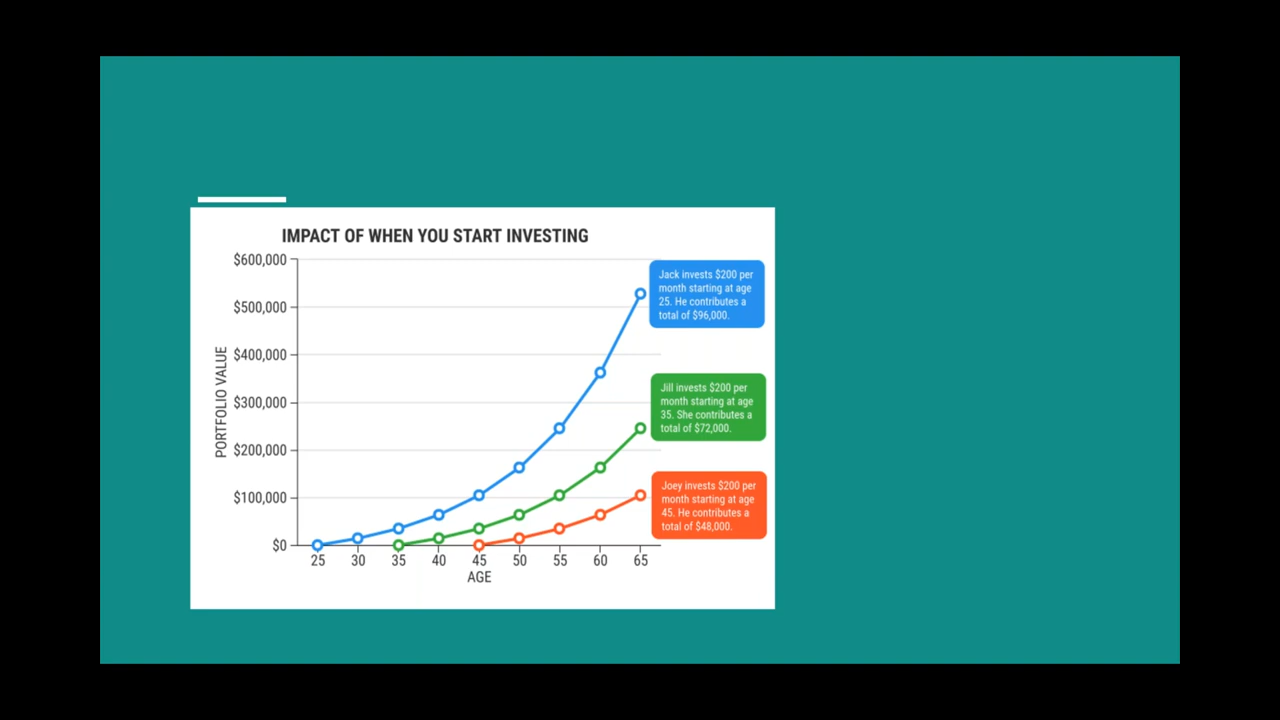 IMPACT OF WHEN YOU START INVESTING
$600,000
$500,000
$400,000
$300,000
$200,000
$100,000
$0
PORTFOLIO VALUE
25 30 35 40 45 50 55 60 65
AGE
Jack invests $200 per
month starting at age
25. He contributes a
total of $96,000.
Jill invests $200 per
month starting at age
35. She contributes a
total of $72,000.
Joey invests $200 per
month starting at age
45. He contributes a
total of $48,000.